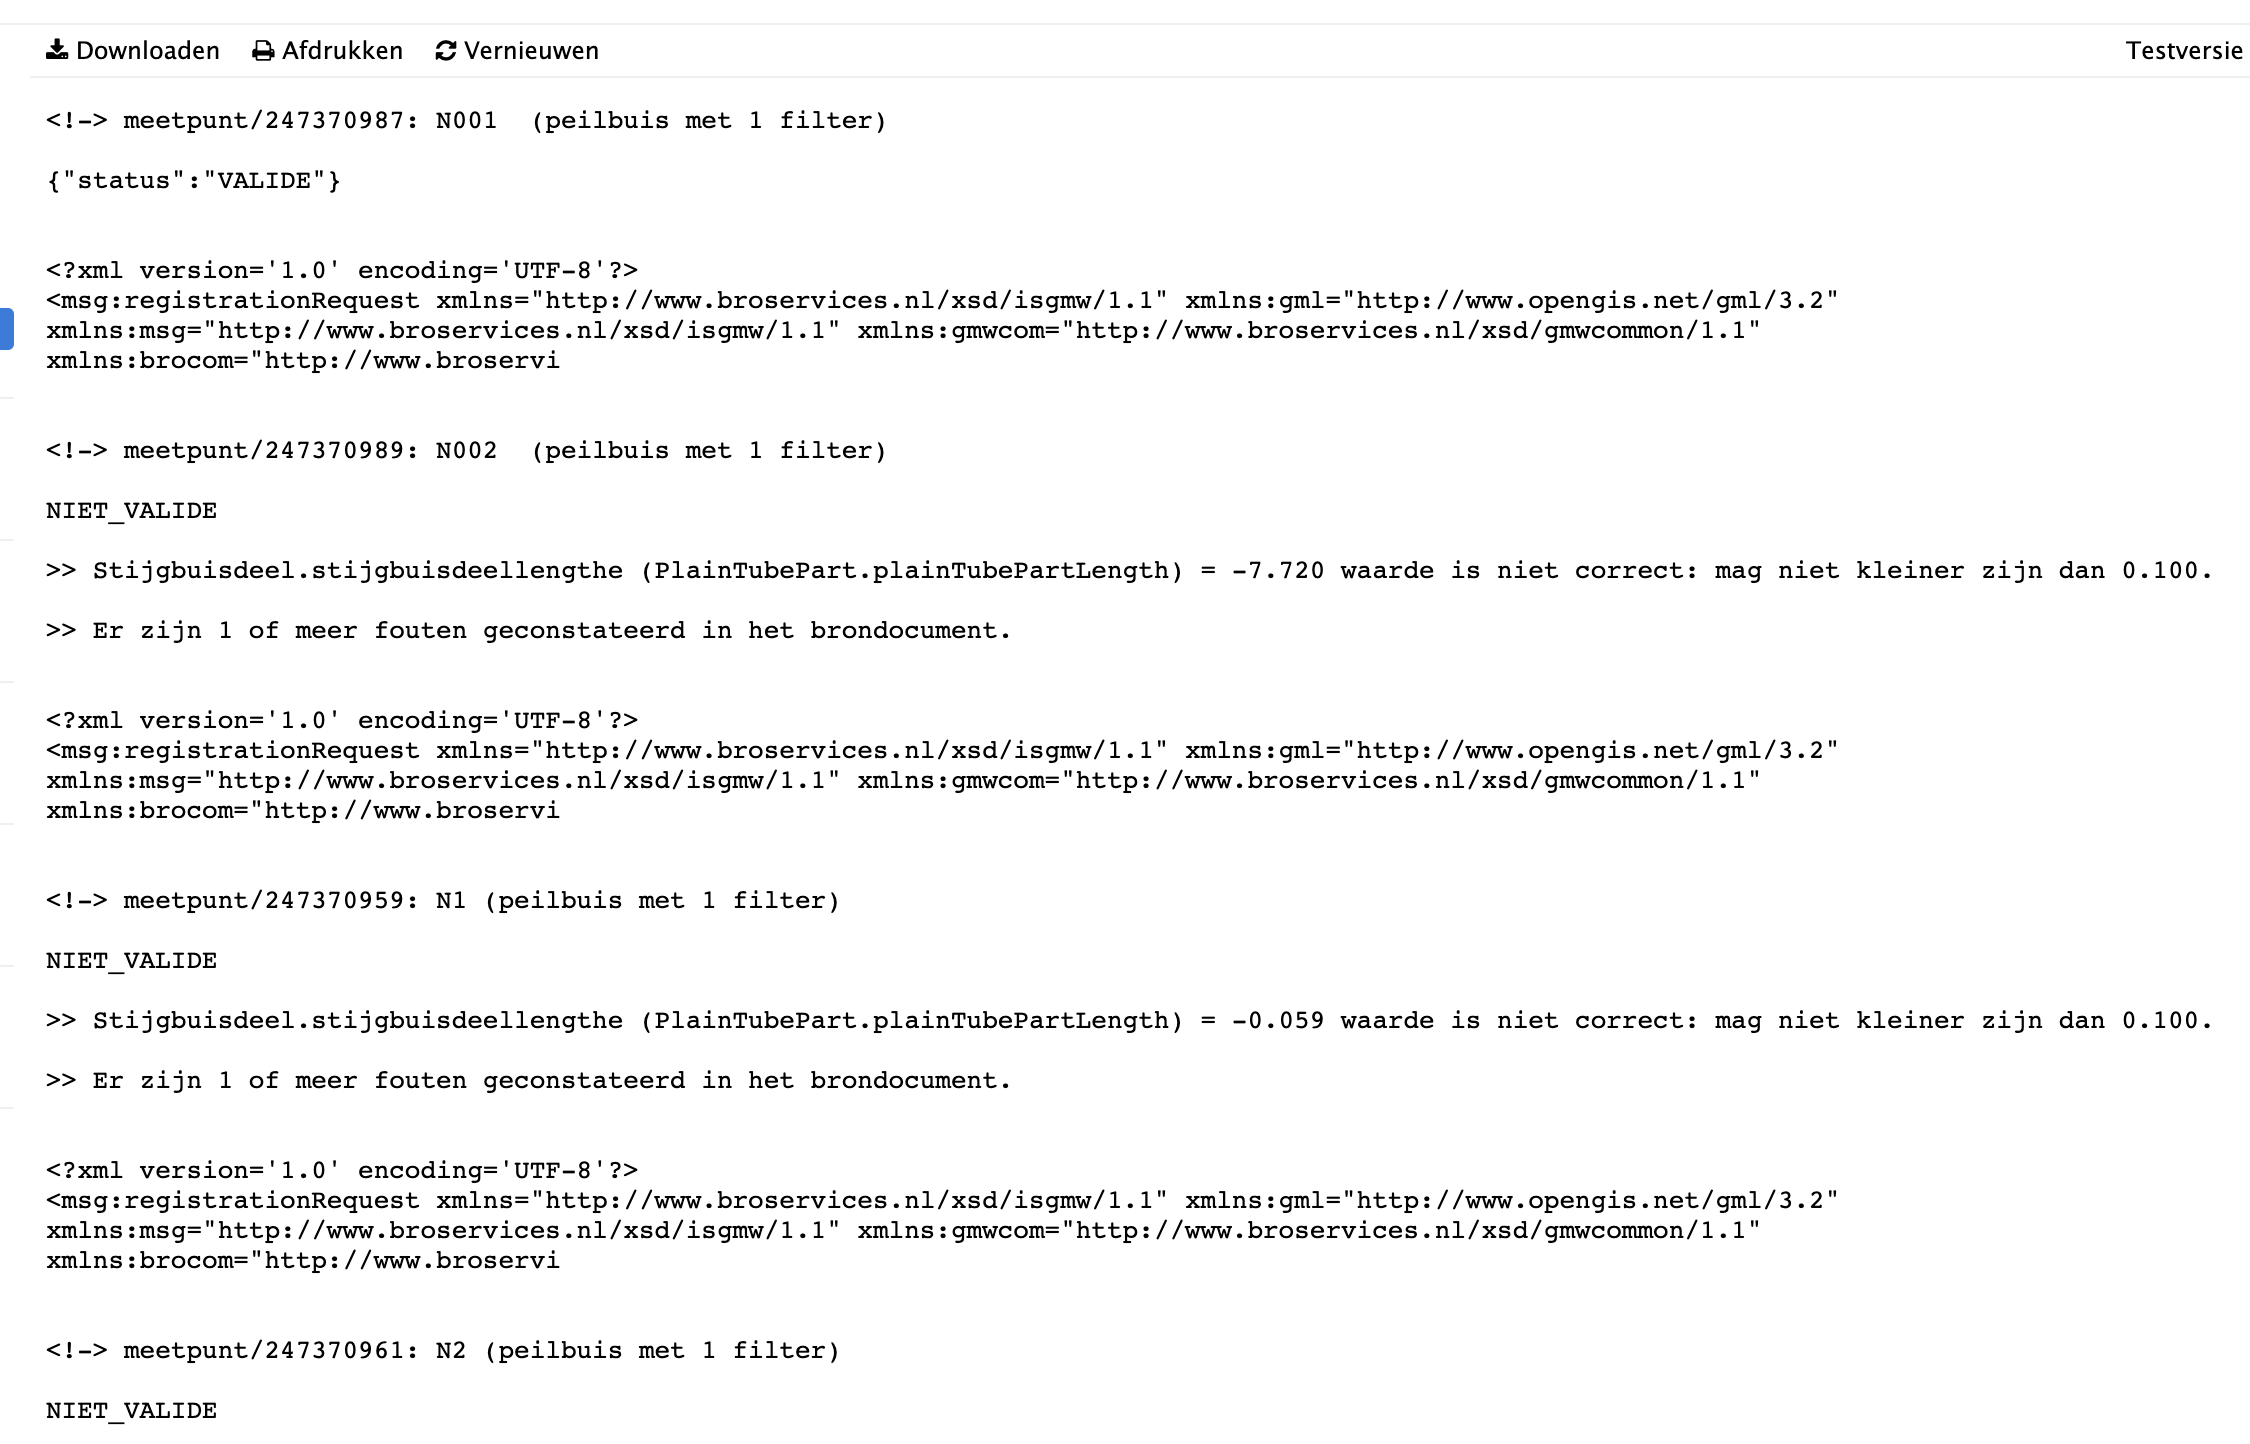 Downloaden Afdrukken Vernieuwen Testversie
<!-> meetpunt/247370987: N001  (peilbuis met 1 filter)
{"status":"VALIDE"}
<?xml version='1.0' encoding='UTF-8'?>
<msg:registrationRequest xmlns="http://www.broservices.nl/xsd/isgmw/1.1" xmlns:gml="http://www.opengis.net/gml/3.2"
xmlns:msg="http://www.broservices.nl/xsd/isgmw/1.1" xmlns:gmwcom="http://www.broservices.nl/xsd/gmwcommon/1.1"
xmlns:brocom="http://www.broservi
<!-> meetpunt/247370989: N002  (peilbuis met 1 filter)
NIET_VALIDE
>> Stijgbuisdeel.stijgbuisdeellengthe (PlainTubePart.plainTubePartLength) = -7.720 waarde is niet correct: mag niet kleiner zijn dan 0.100.
>> Er zijn 1 of meer fouten geconstateerd in het brondocument.
<?xml version='1.0' encoding='UTF-8'?>
<msg:registrationRequest xmlns="http://www.broservices.nl/xsd/isgmw/1.1" xmlns:gml="http://www.opengis.net/gml/3.2"
xmlns:msg="http://www.broservices.nl/xsd/isgmw/1.1" xmlns:gmwcom="http://www.broservices.nl/xsd/gmwcommon/1.1"
xmlns:brocom="http://www.broservi
<!-> meetpunt/247370959: N1 (peilbuis met 1 filter)
NIET_VALIDE
>> Stijgbuisdeel.stijgbuisdeellengthe (PlainTubePart.plainTubePartLength) = -0.059 waarde is niet correct: mag niet kleiner zijn dan 0.100.
>> Er zijn 1 of meer fouten geconstateerd in het brondocument.
<?xml version='1.0' encoding='UTF-8'?>
<msg:registrationRequest xmlns="http://www.broservices.nl/xsd/isgmw/1.1" xmlns:gml="http://www.opengis.net/gml/3.2"
xmlns:msg="http://www.broservices.nl/xsd/isgmw/1.1" xmlns:gmwcom="http://www.broservices.nl/xsd/gmwcommon/1.1"
xmlns:brocom="http://www.broservi
<!-> meetpunt/247370961: N2 (peilbuis met 1 filter)
NIET_VALIDE